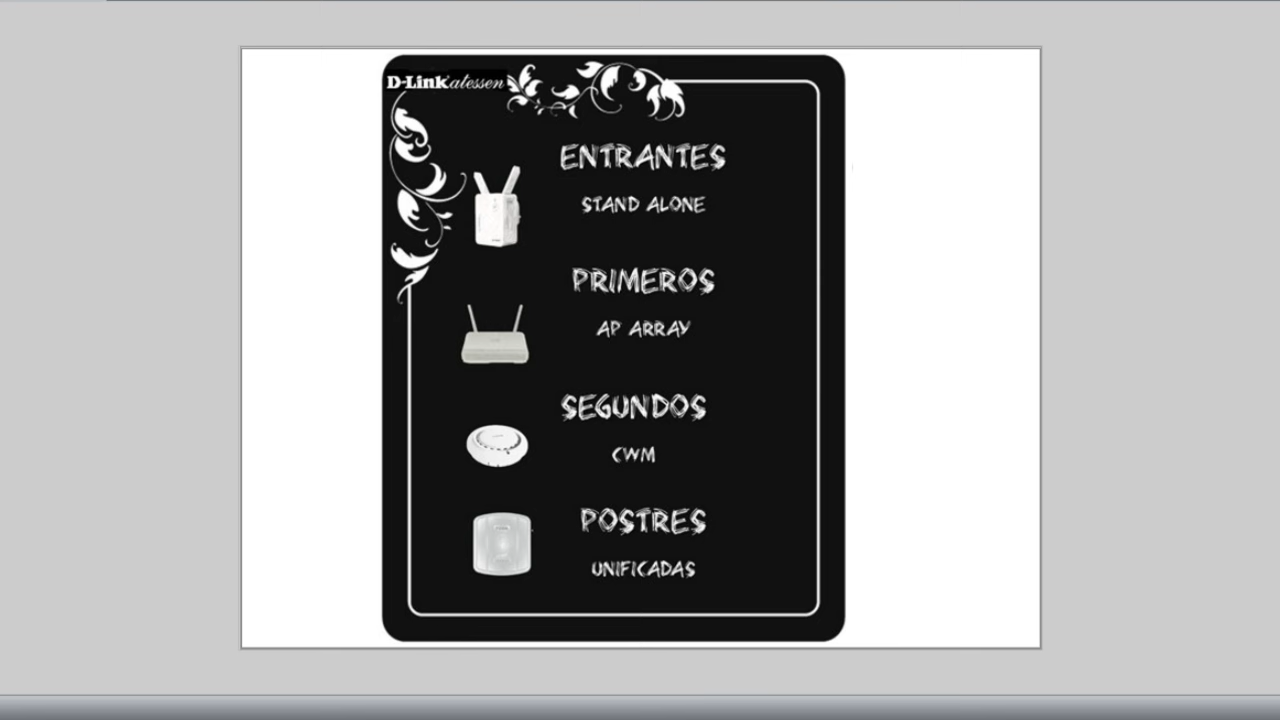 D-Linkatessen
ENTRANTES
STAND ALONE
PRIMEROS
AP ARRAY
SEGUNDOS
CWM
POSTRES
UNIFICADAS